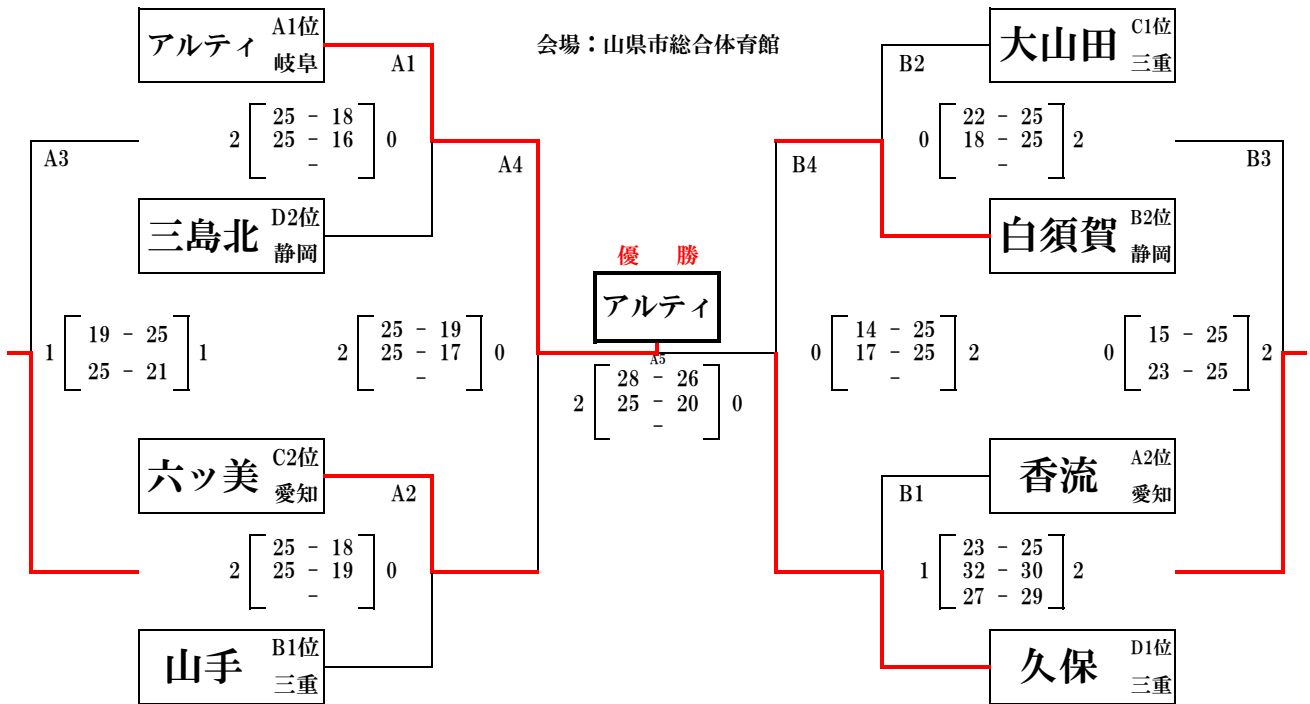 会場：山県市総合体育館
アルティ A1位 岐阜
A1
2 0
25 - 18
25 - 16
-
A3
三島北 D2位 静岡
A4
1 1
19 - 25
25 - 21
2 0
25 - 19
25 - 17
-
六ッ美 C2位 愛知
A2
2 0
25 - 18
25 - 19
-
山手 B1位 三重
優 勝
アルティ
A5
2 0
28 - 26
25 - 20
-
大山田 C1位 三重
B2
0 2
22 - 25
18 - 25
-
B4
B3
白須賀 B2位 静岡
0 2
14 - 25
17 - 25
-
0 2
15 - 25
23 - 25
香流 A2位 愛知
B1
1 2
23 - 25
32 - 30
27 - 29
久保 D1位 三重